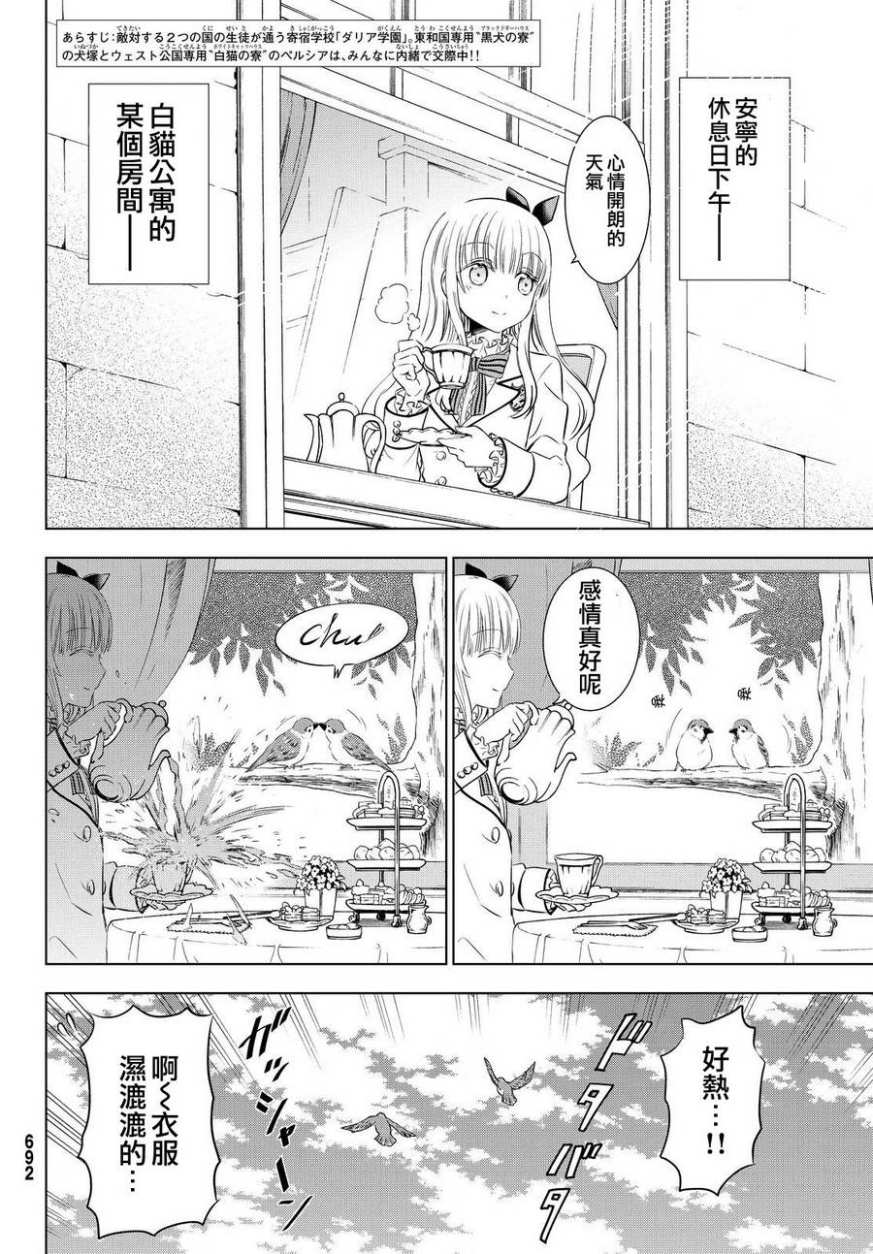 あらすじ：敵対する２つの国の生徒が通う寄宿学校「ダリア学園」。東和国専用〝黒犬の寮〟
の犬塚とウェスト公国専用〝白猫の寮〟のペルシアは、みんなに内緒で交際中！！
安寧的
休息日下午──
心情開朗的
天氣
白貓公寓的
某個房間──
感情真好呢
chu
好熱…！！
ドタバタ
ガッシャーン
啊～衣服
濕漉漉的…
692